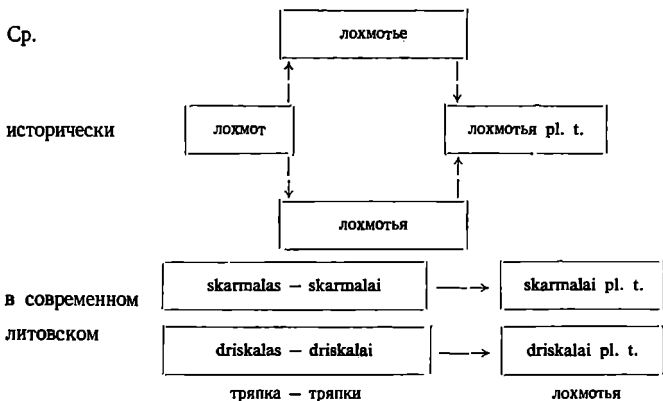 Ср.
лохмотье
исторически
лохмот
лохмотья pl. t.
лохмотья
в современном
литовском
skarmalas – skarmalai
skarmalai pl. t.
driskalas – driskalai
driskalai pl. t.
тряпка – тряпки
лохмотья